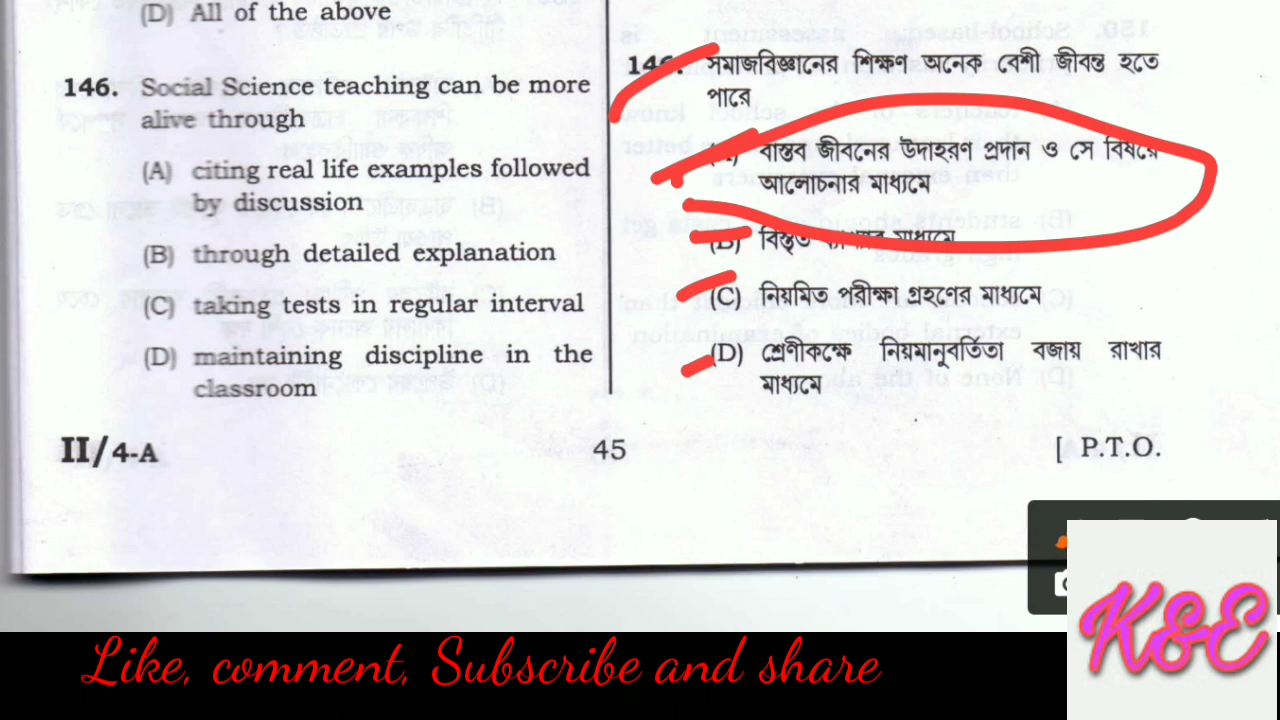 (D) All of the above
146. Social Science teaching can be more
alive through
(A) citing real life examples followed
by discussion
(B) through detailed explanation
(C) taking tests in regular interval
(D) maintaining discipline in the
classroom
146. সমাজবিজ্ঞানের শিক্ষণ অনেক বেশী জীবন্ত হতে
পারে
(A) বাস্তব জীবনের উদাহরণ প্রদান ও সে বিষয়ে
আলোচনার মাধ্যমে
(B) বিস্তৃত মাধ্যমে
(C) নিয়মিত পরীক্ষা গ্রহণের মাধ্যমে
(D) শ্রেণীকক্ষে নিয়মানুবর্তিতা বজায় রাখার
মাধ্যমে
II/4-A
45
[ P.T.O.
K&E
Like, comment, Subscribe and share